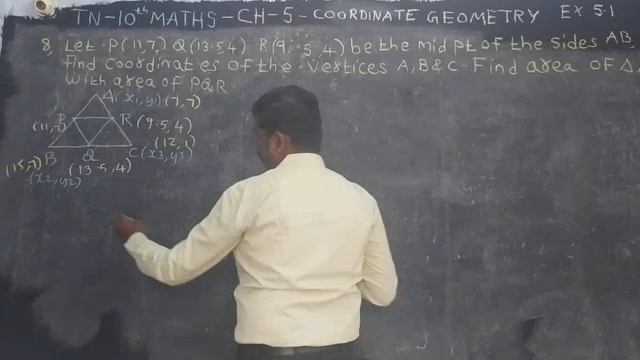 TN-10th MATHS-CH-5-COORDINATE GEOMETRY EX 5.1
8, Let P(11,7) Q(13.5,4) R(9.5,4) be the mid pt of the sides AB
find coordinates of the vertices A,B&C. Find area of Δ
with area of PQR
A(x1,y1)(7,7)
P
(11,7)
R(9.5,4)
(12,1)
B
Q
C(x3,y3)
(15,7)
(13.5,4)
(x2,y2)